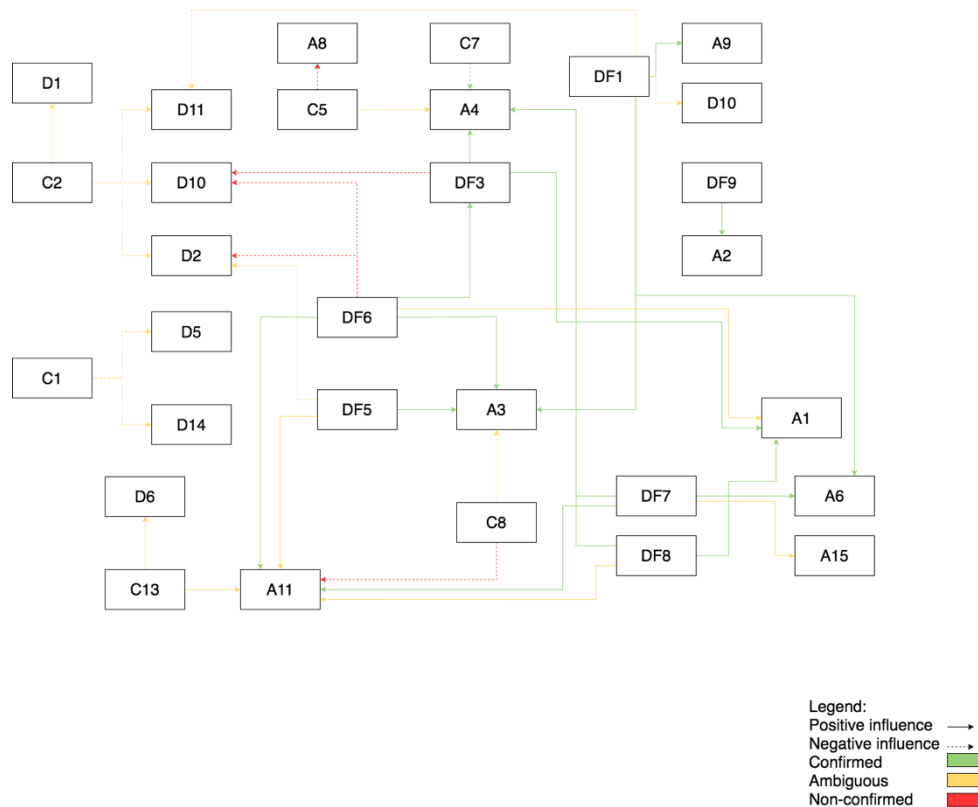 A8
C7
A9
DF1
D1
D11
C5
A4
D10
C2
D10
DF3
DF9
D2
A2
DF6
D5
C1
DF5
A3
A1
D14
D6
DF7
A6
C8
DF8
A15
C13
A11
Legend:
Positive influence
Negative influence
Confirmed
Ambiguous
Non-confirmed